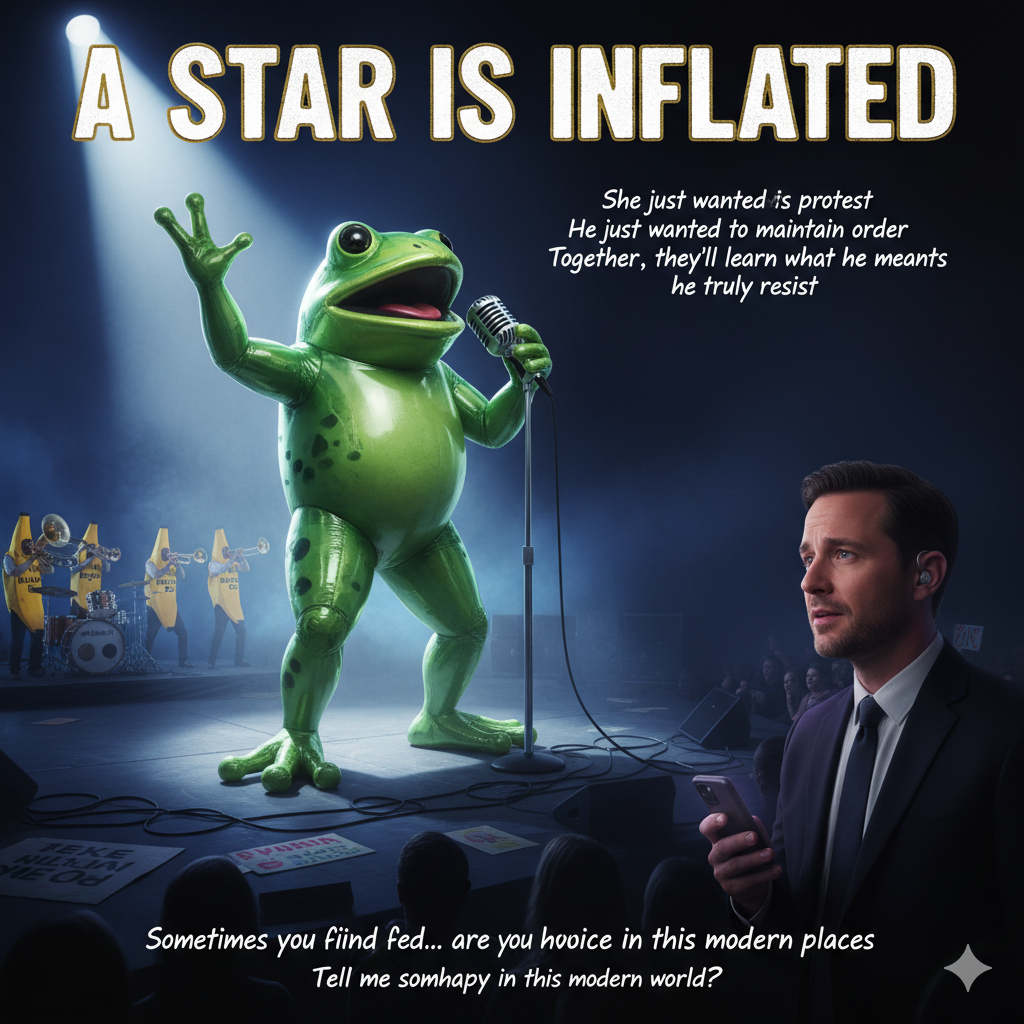 A STAR IS INFLATED
She just wanted is protest
He just wanted to maintain order
Together, they'll learn what he meants
he truly resist
Sometimes you fiind fed... are you hvoice in this modern places
Tell me somhapy in this modern world?